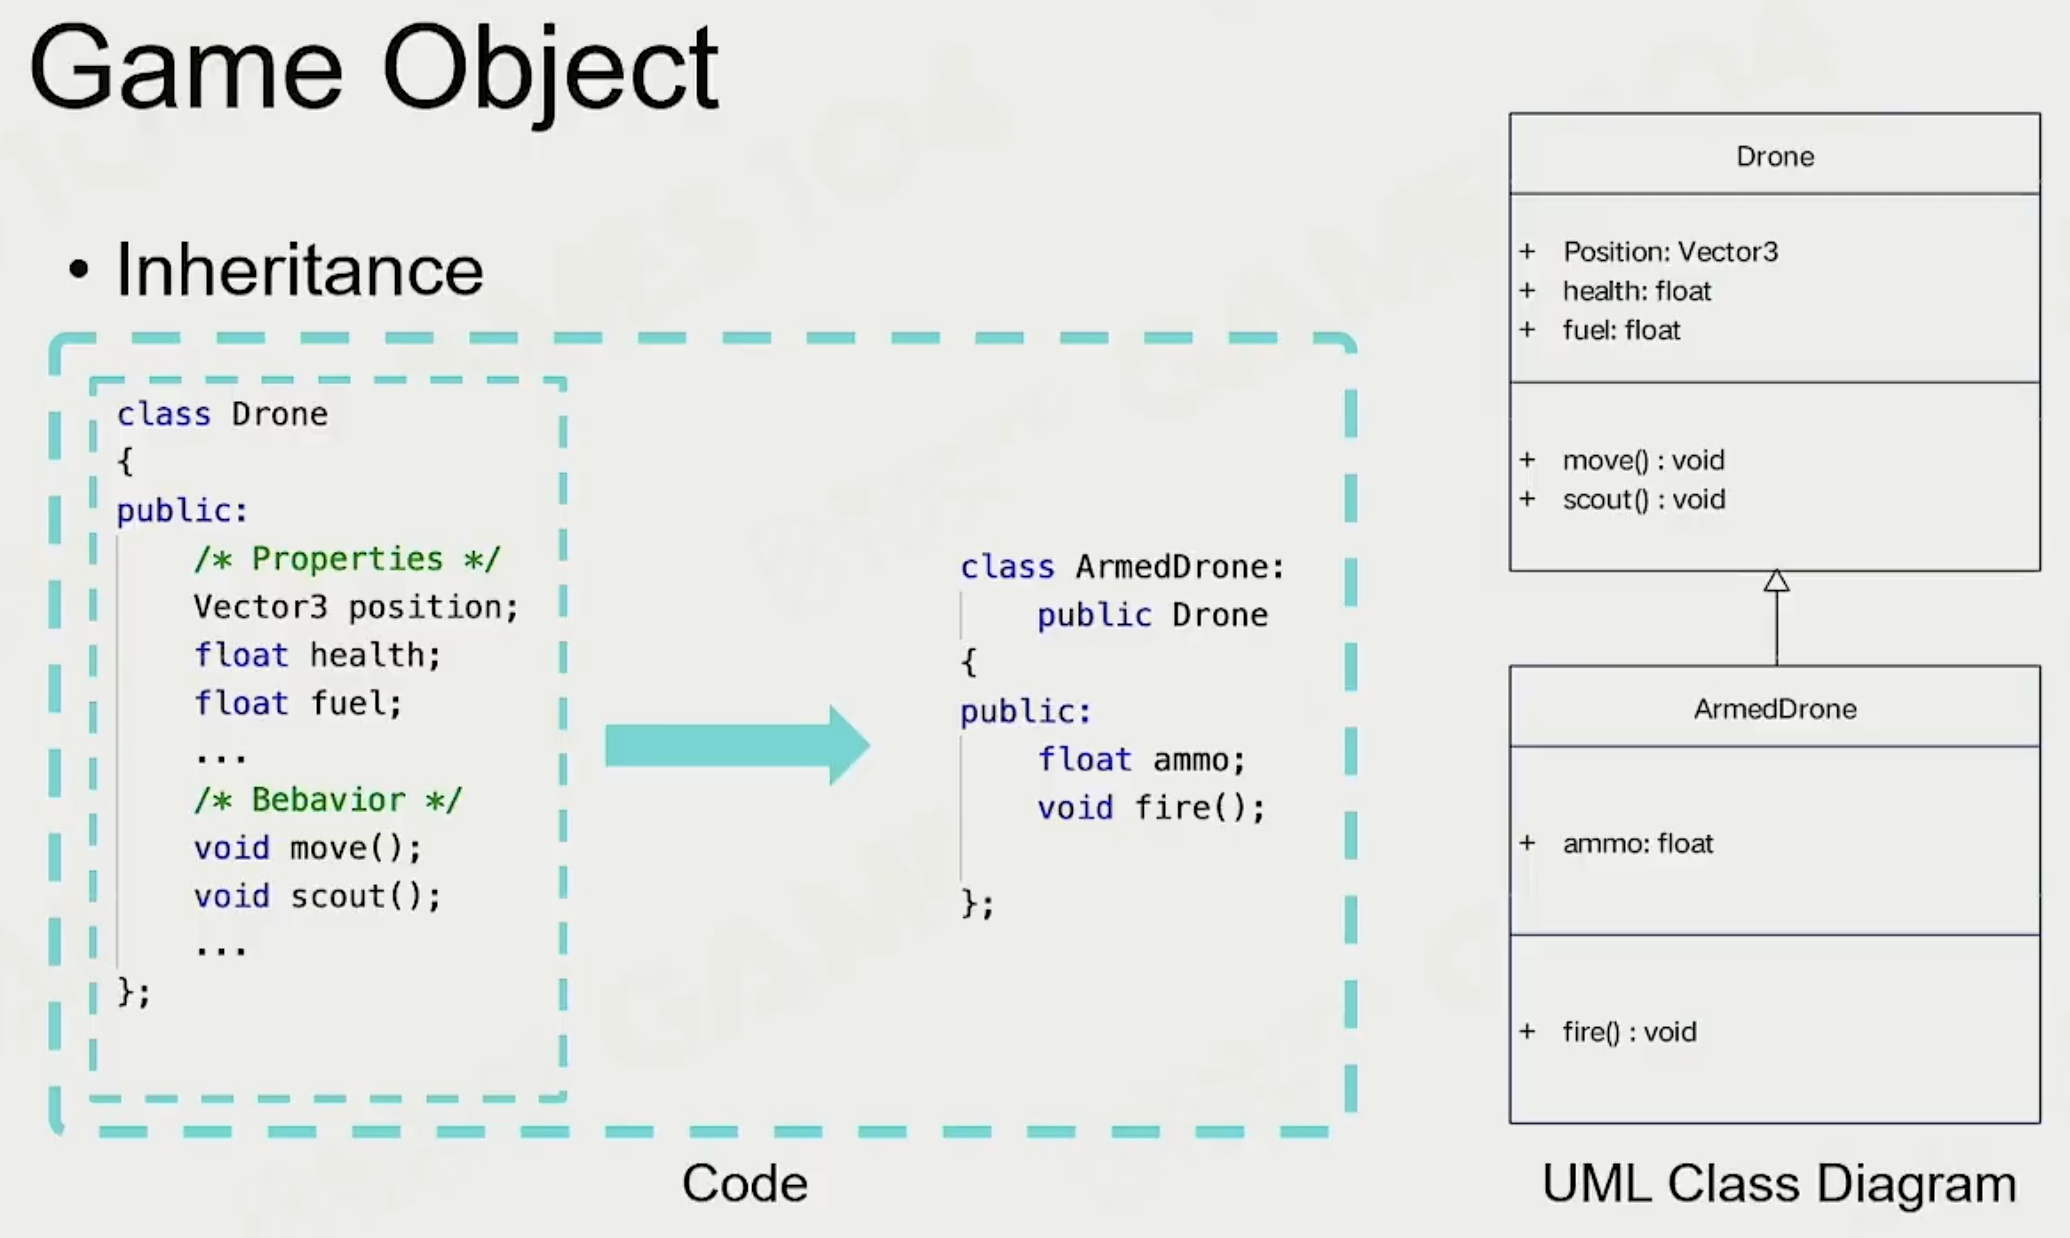 Game Object
• Inheritance
class Drone
{
public:
/* Properties */
Vector3 position;
float health;
float fuel;
...
/* Bebavior */
void move();
void scout();
...
};
class ArmedDrone:
public Drone
{
public:
float ammo;
void fire();
};
Code
Drone
+ Position: Vector3
+ health: float
+ fuel: float
+ move() : void
+ scout() : void
ArmedDrone
+ ammo: float
+ fire() : void
UML Class Diagram